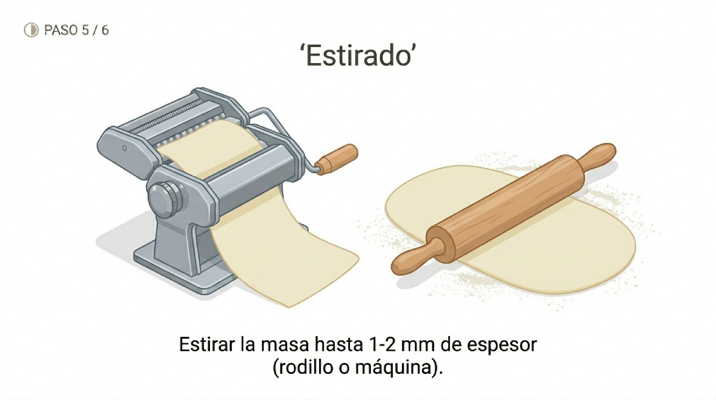 PASO 5 / 6
‘Estirado’
Estirar la masa hasta 1-2 mm de espesor
(rodillo o máquina).